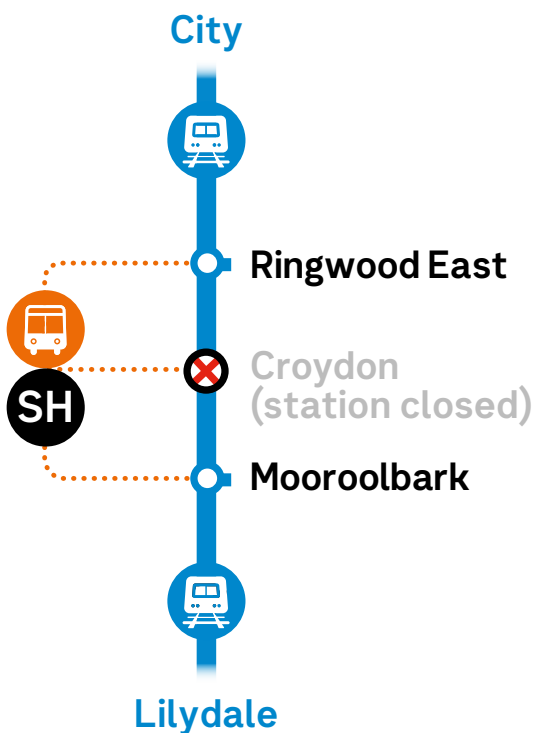 City
Ringwood East
Croydon
(station closed)
SH
Mooroolbark
Lilydale